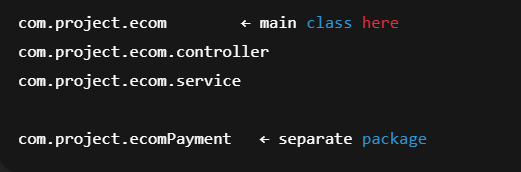 com.project.ecom ← main class here
com.project.ecom.controller
com.project.ecom.service
com.project.ecomPayment ← separate package